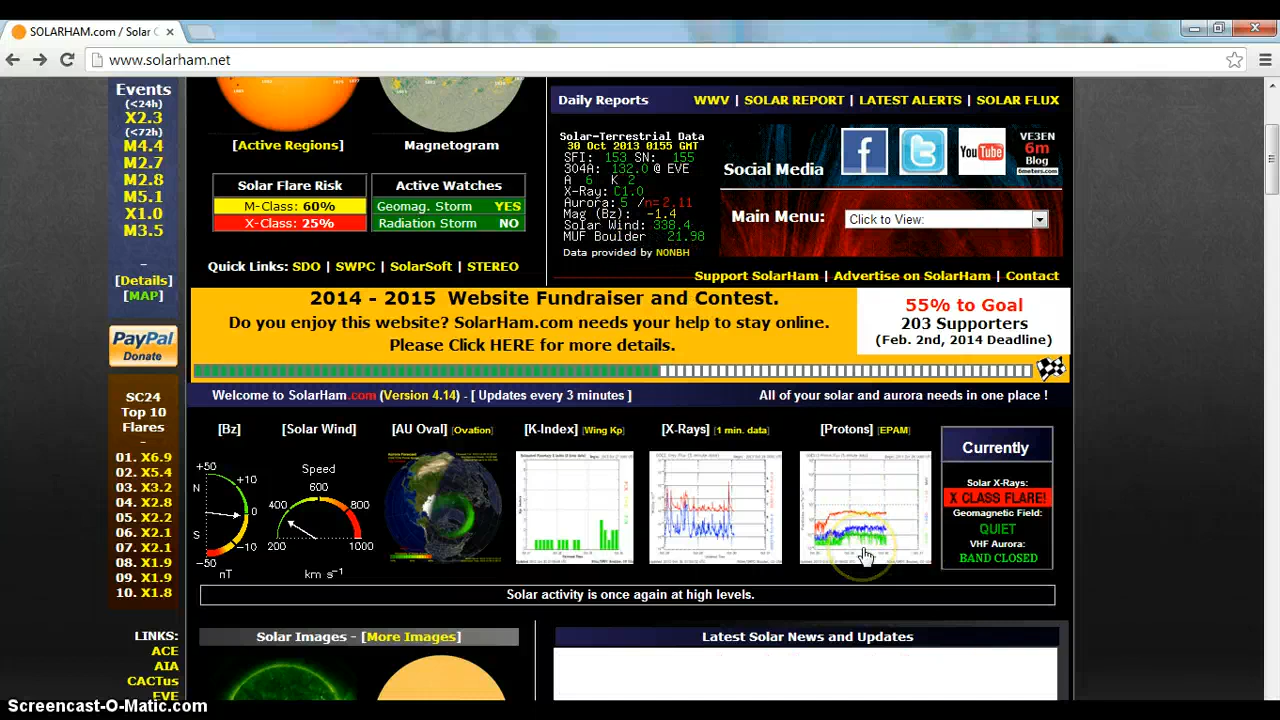 SOLARHAM.com / Solar
www.solarham.net
Events
(<24h)
X2.3
(<72h)
M4.4
M2.7
M2.8
M5.1
X1.0
M3.5
-
[Details]
[MAP]
PayPal
Donate
SC24
Top 10
Flares
-
01. X6.9
02. X5.4
03. X3.2
04. X2.8
05. X2.2
06. X2.1
07. X2.1
08. X1.9
09. X1.9
10. X1.8
LINKS:
ACE
AIA
CACTus
EVE
[Active Regions]
Magnetogram
Solar Flare Risk
M-Class: 60%
X-Class: 25%
Active Watches
Geomag. Storm YES
Radiation Storm NO
Quick Links: SDO | SWPC | SolarSoft | STEREO
Daily Reports
WWV | SOLAR REPORT | LATEST ALERTS | SOLAR FLUX
Solar-Terrestrial Data
30 Oct 2013 0155 GMT
SFI: 153 SN: 155
304A: 132.0 @ EVE
A 6 K 2
X-Ray: C1.0
Aurora: 5 /n=2.11
Mag (Bz): -1.4
Solar Wind: 338.4
MUF Boulder 21.98
Data provided by N0NBH
Social Media
You Tube
VE3EN
6m
Blog
6meters.com
Main Menu:
Click to View:
Support SolarHam | Advertise on SolarHam | Contact
2014 - 2015 Website Fundraiser and Contest.
Do you enjoy this website? SolarHam.com needs your help to stay online.
Please Click HERE for more details.
55% to Goal
203 Supporters
(Feb. 2nd, 2014 Deadline)
Welcome to SolarHam.com (Version 4.14) - [ Updates every 3 minutes ]
All of your solar and aurora needs in one place !
[Bz]
[Solar Wind]
[AU Oval] [Ovation]
[K-Index] [Wing Kp]
[X-Rays] [1 min. data]
[Protons] [EPAM]
+50
+10
N
0
S
-10
-50
nT
Speed
600
400
800
200
1000
km s⁻¹
Currently
Solar X-Rays:
X CLASS FLARE!
Geomagnetic Field:
QUIET
VHF Aurora:
BAND CLOSED
Solar activity is once again at high levels.
Solar Images - [More Images]
Latest Solar News and Updates
Screencast-O-Matic.com